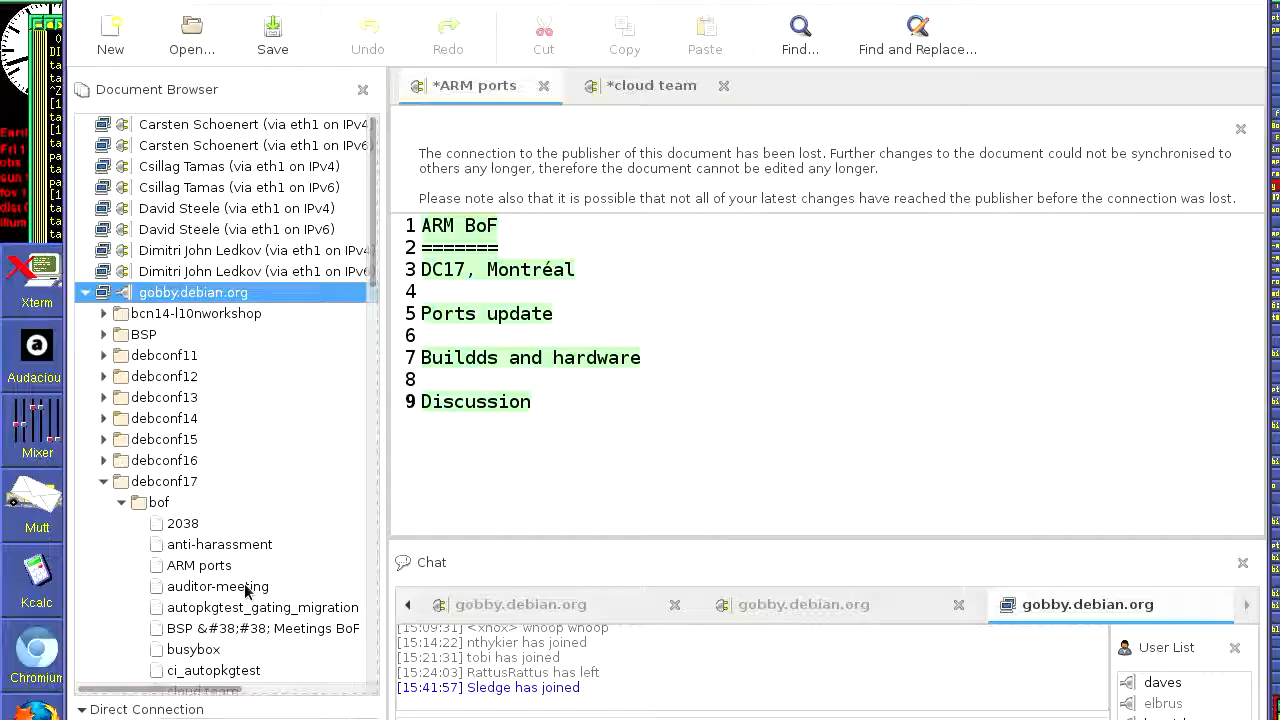 New
Open...
Save
Undo
Redo
Cut
Copy
Paste
Find...
Find and Replace...
Document Browser
*ARM ports
*cloud team
Carsten Schoenert (via eth1 on IPv4
Carsten Schoenert (via eth1 on IPv6
Csillag Tamas (via eth1 on IPv4)
Csillag Tamas (via eth1 on IPv6)
David Steele (via eth1 on IPv4)
David Steele (via eth1 on IPv6)
Dimitri John Ledkov (via eth1 on IPv4
Dimitri John Ledkov (via eth1 on IPv6
gobby.debian.org
bcn14-l10nworkshop
BSP
debconf11
debconf12
debconf13
debconf14
debconf15
debconf16
debconf17
bof
2038
anti-harassment
ARM ports
auditor-meeting
autopkgtest_gating_migration
BSP &#38;#38; Meetings BoF
busybox
ci_autopkgtest
cloud team
Direct Connection
The connection to the publisher of this document has been lost. Further changes to the document could not be synchronised to
others any longer, therefore the document cannot be edited any longer.
Please note also that it is possible that not all of your latest changes have reached the publisher before the connection was lost.
1 ARM BoF
2 =======
3 DC17, Montréal
4
5 Ports update
6
7 Buildds and hardware
8
9 Discussion
Chat
gobby.debian.org
gobby.debian.org
gobby.debian.org
[15:09:31] <xnox> whoop whoop
[15:14:22] nthykier has joined
[15:21:31] tobi has joined
[15:24:03] RattusRattus has left
[15:41:57] Sledge has joined
User List
daves
elbrus
Xterm
Audaciou
Mixer
Mutt
Kcalc
Chromium